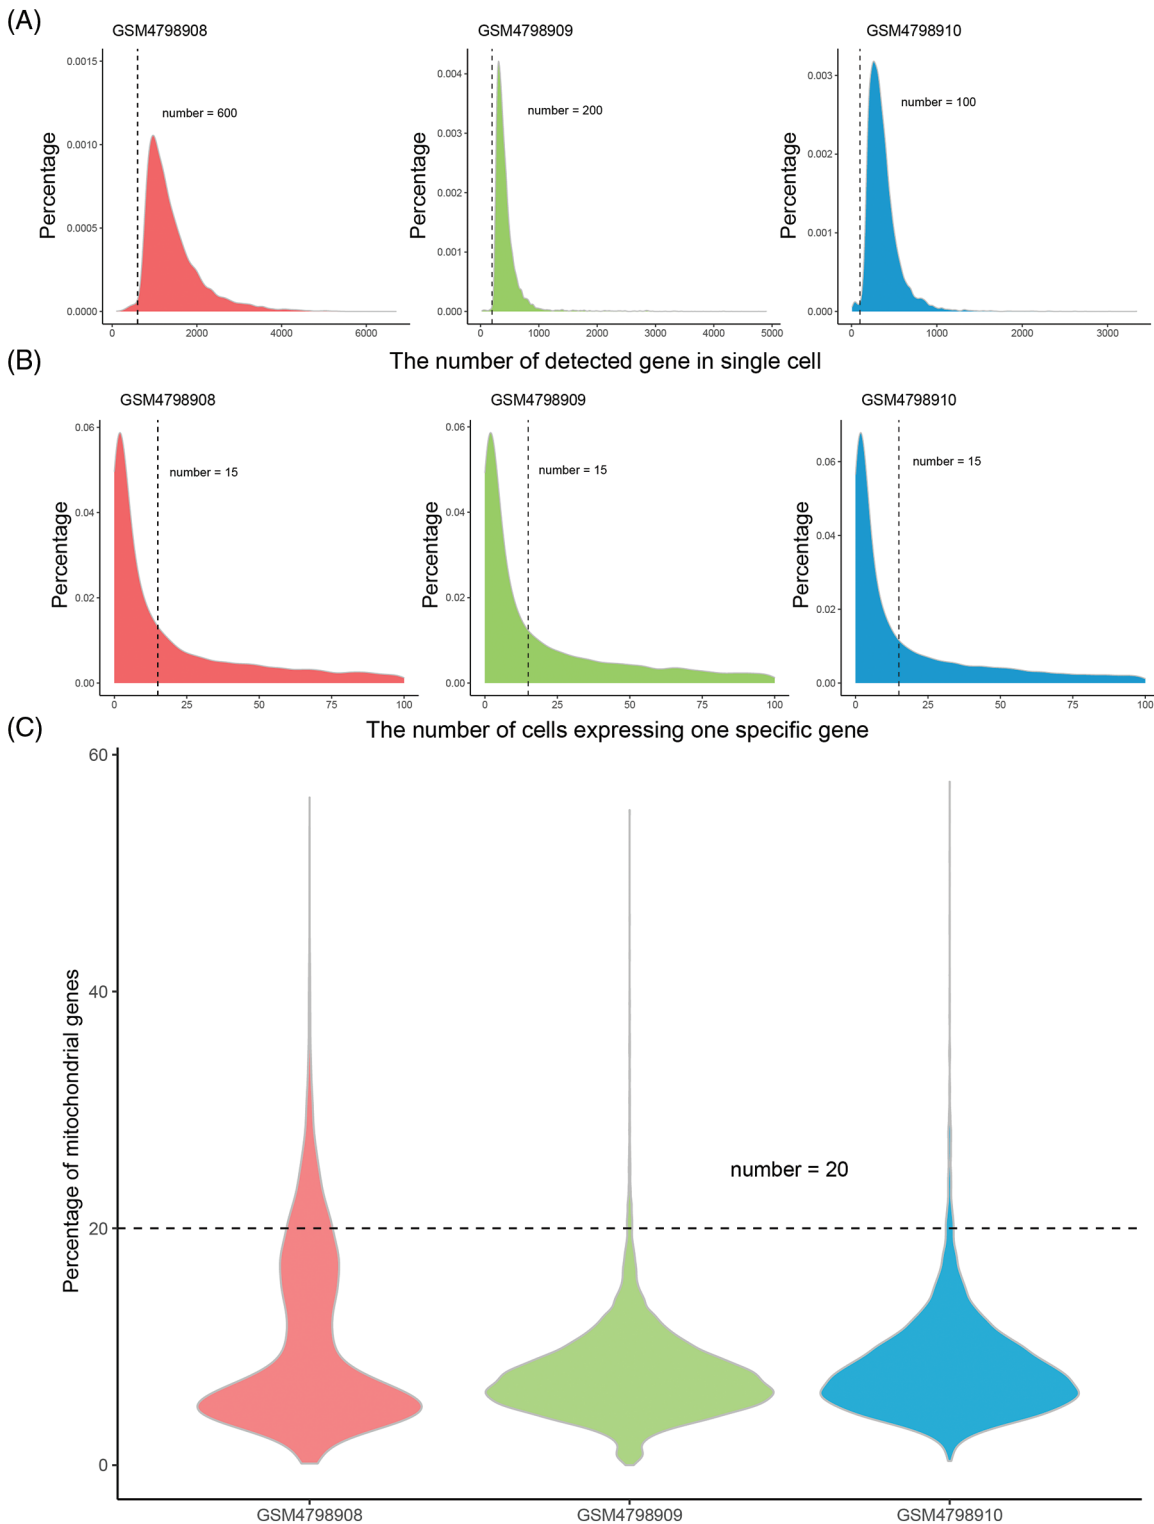 (A)
GSM4798908
GSM4798909
GSM4798910
0.0015
0.0010
0.0005
0.0000
Percentage
number = 600
0
2000
4000
6000
0.004
0.003
0.002
0.001
0.000
Percentage
number = 200
0
1000
2000
3000
4000
5000
0.003
0.002
0.001
0.000
Percentage
number = 100
0
1000
2000
3000
The number of detected gene in single cell
(B)
GSM4798908
GSM4798909
GSM4798910
0.06
0.04
0.02
0.00
Percentage
number = 15
0
25
50
75
100
0.06
0.04
0.02
0.00
Percentage
number = 15
0
25
50
75
100
0.06
0.04
0.02
0.00
Percentage
number = 15
0
25
50
75
100
The number of cells expressing one specific gene
(C)
60
40
20
0
Percentage of mitochondrial genes
number = 20
GSM4798908
GSM4798909
GSM4798910